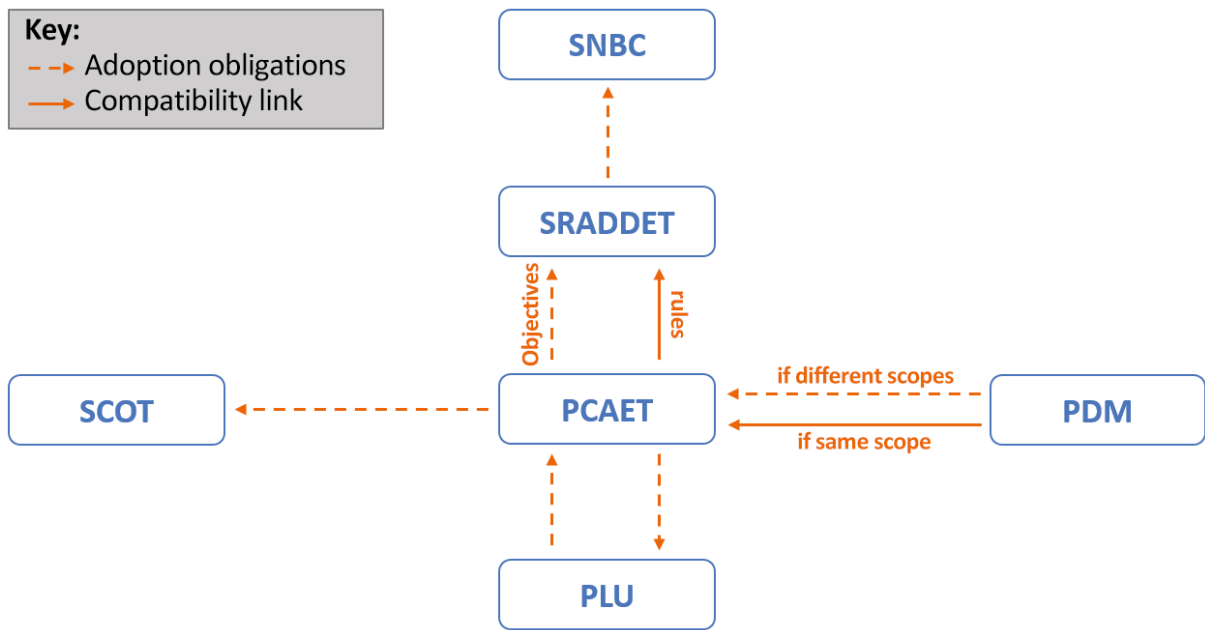 Key:
Adoption obligations
Compatibility link
SNBC
SRADDET
Objectives
rules
SCOT
PCAET
if different scopes
if same scope
PDM
PLU